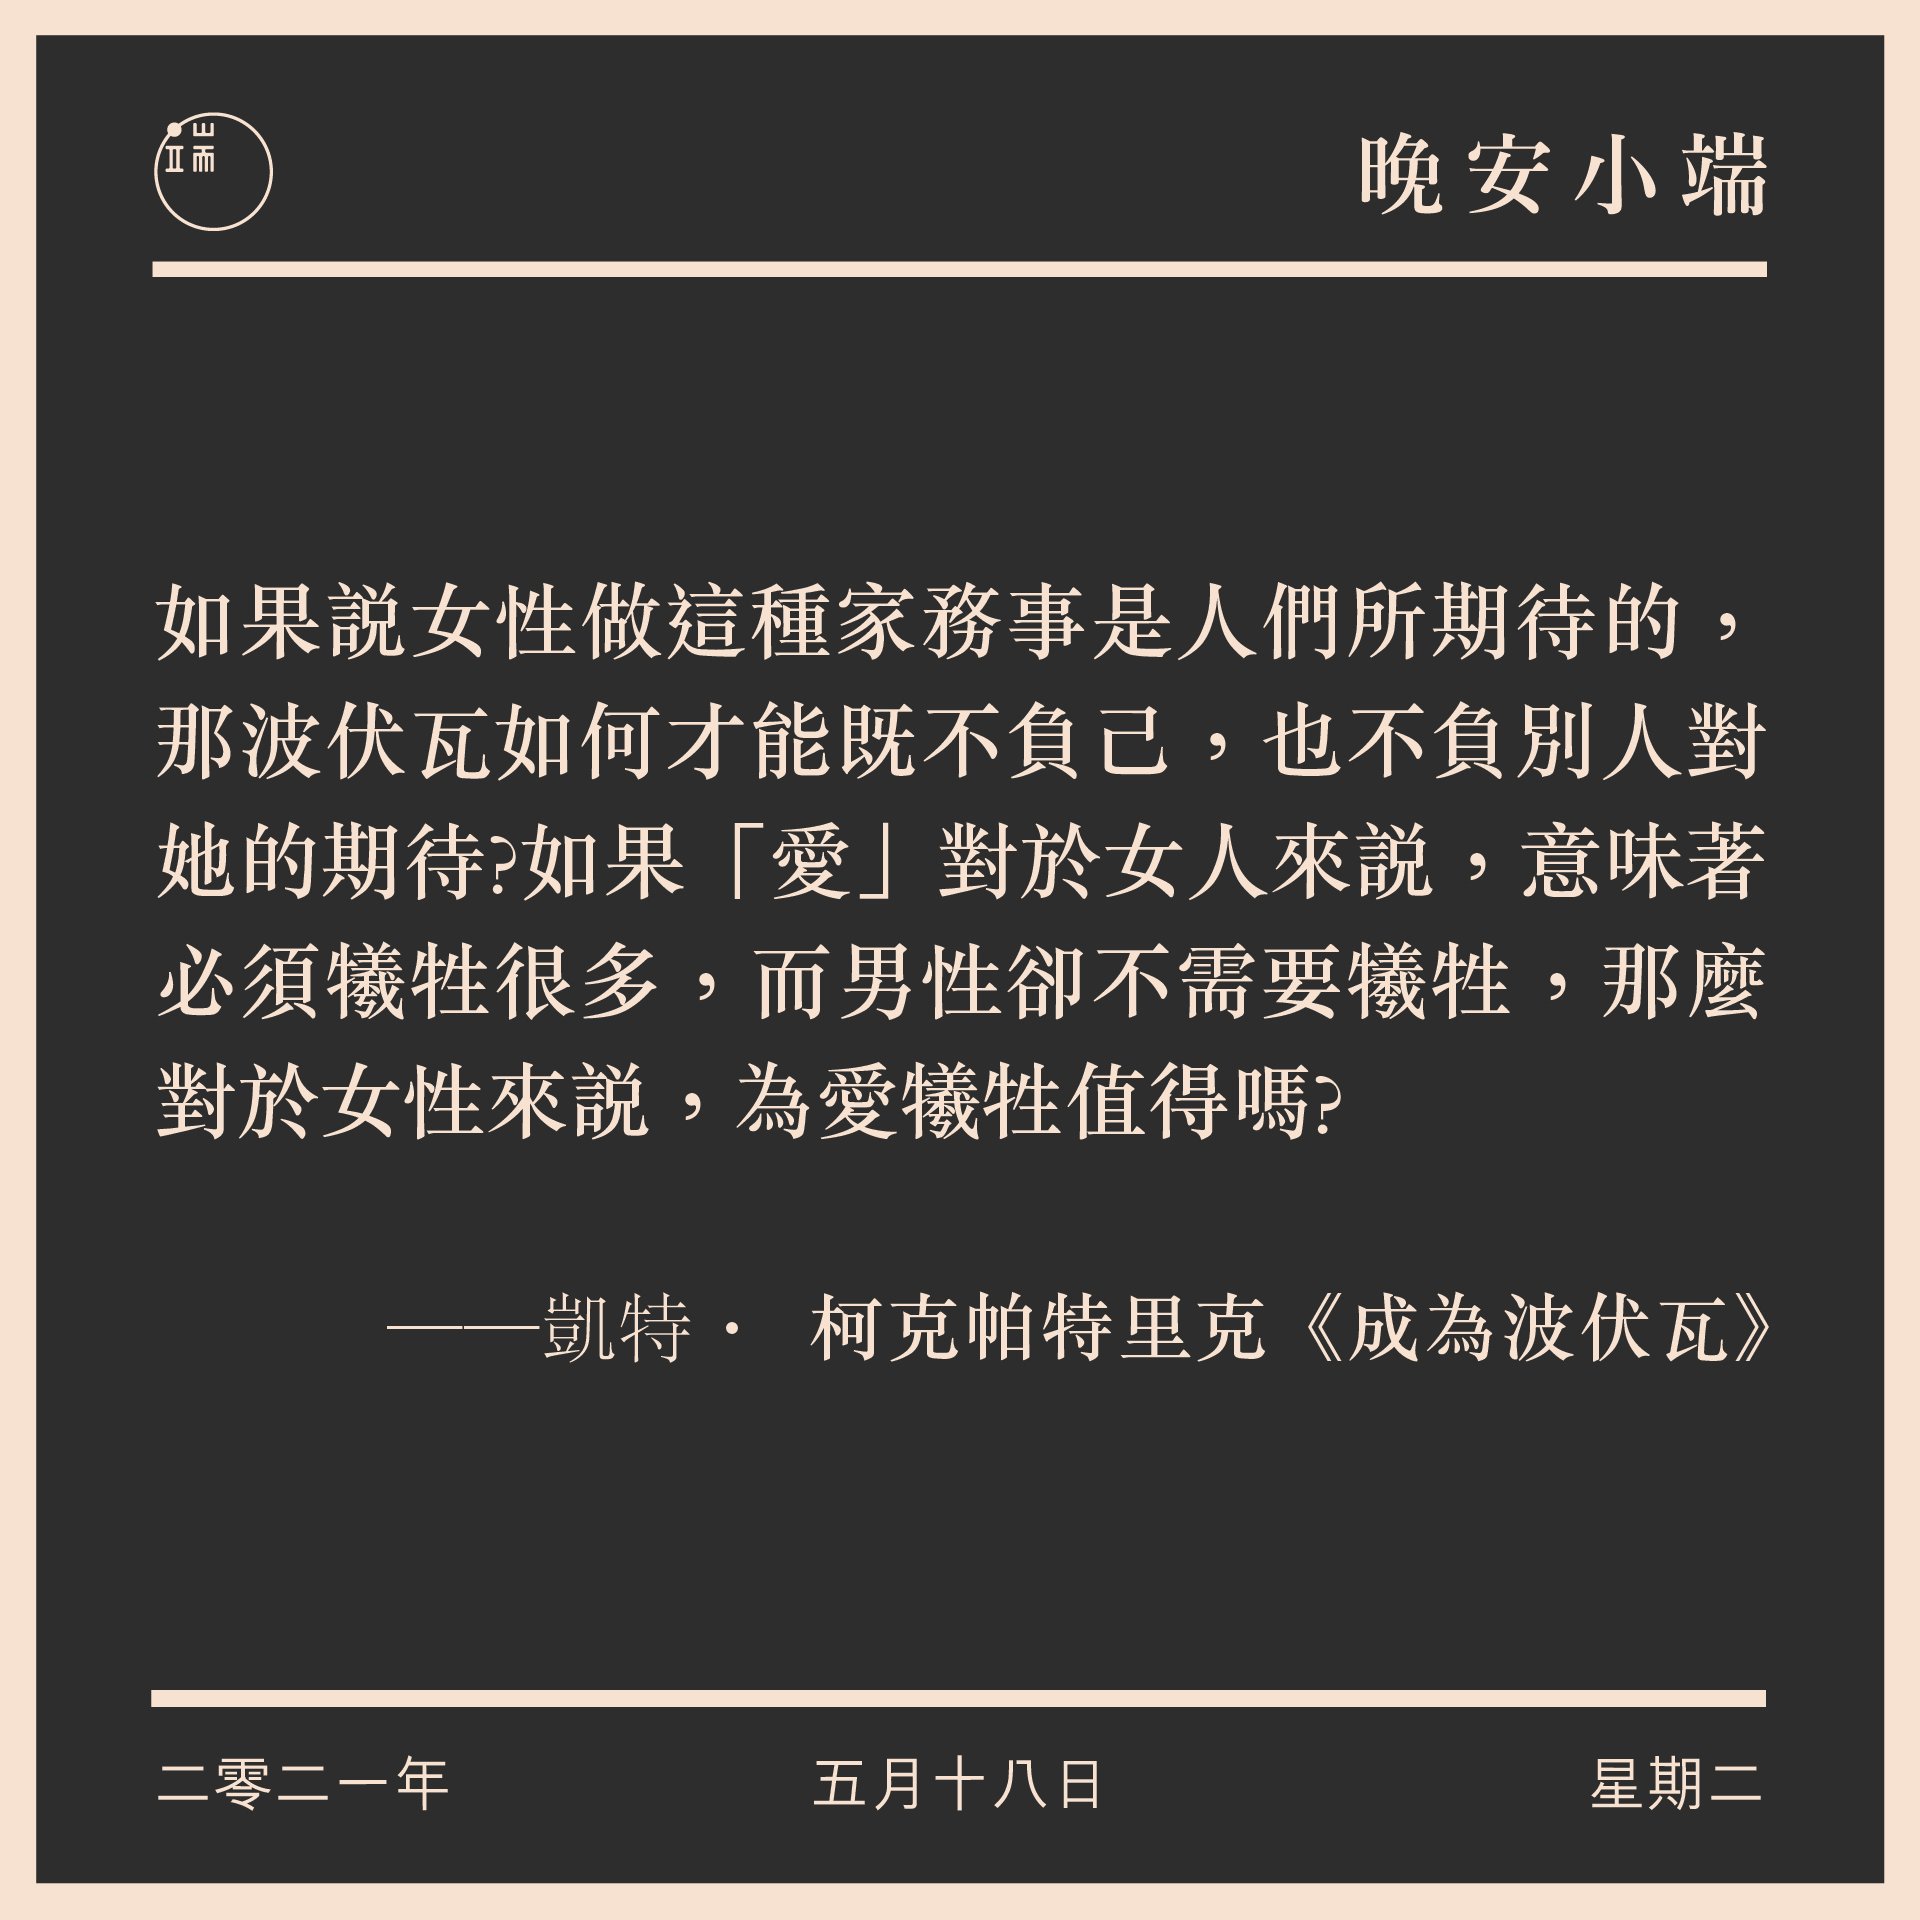 端
晚安小端
如果説女性做這種家務事是人們所期待的，
那波伏瓦如何才能既不負己，也不負別人對
她的期待?如果「愛」對於女人來説，意味著
必須犧牲很多，而男性卻不需要犧牲，那麼
對於女性來説，為愛犧牲值得嗎?
——凱特· 柯克帕特里克《成為波伏瓦》
二零二一年 五月十八日 星期二